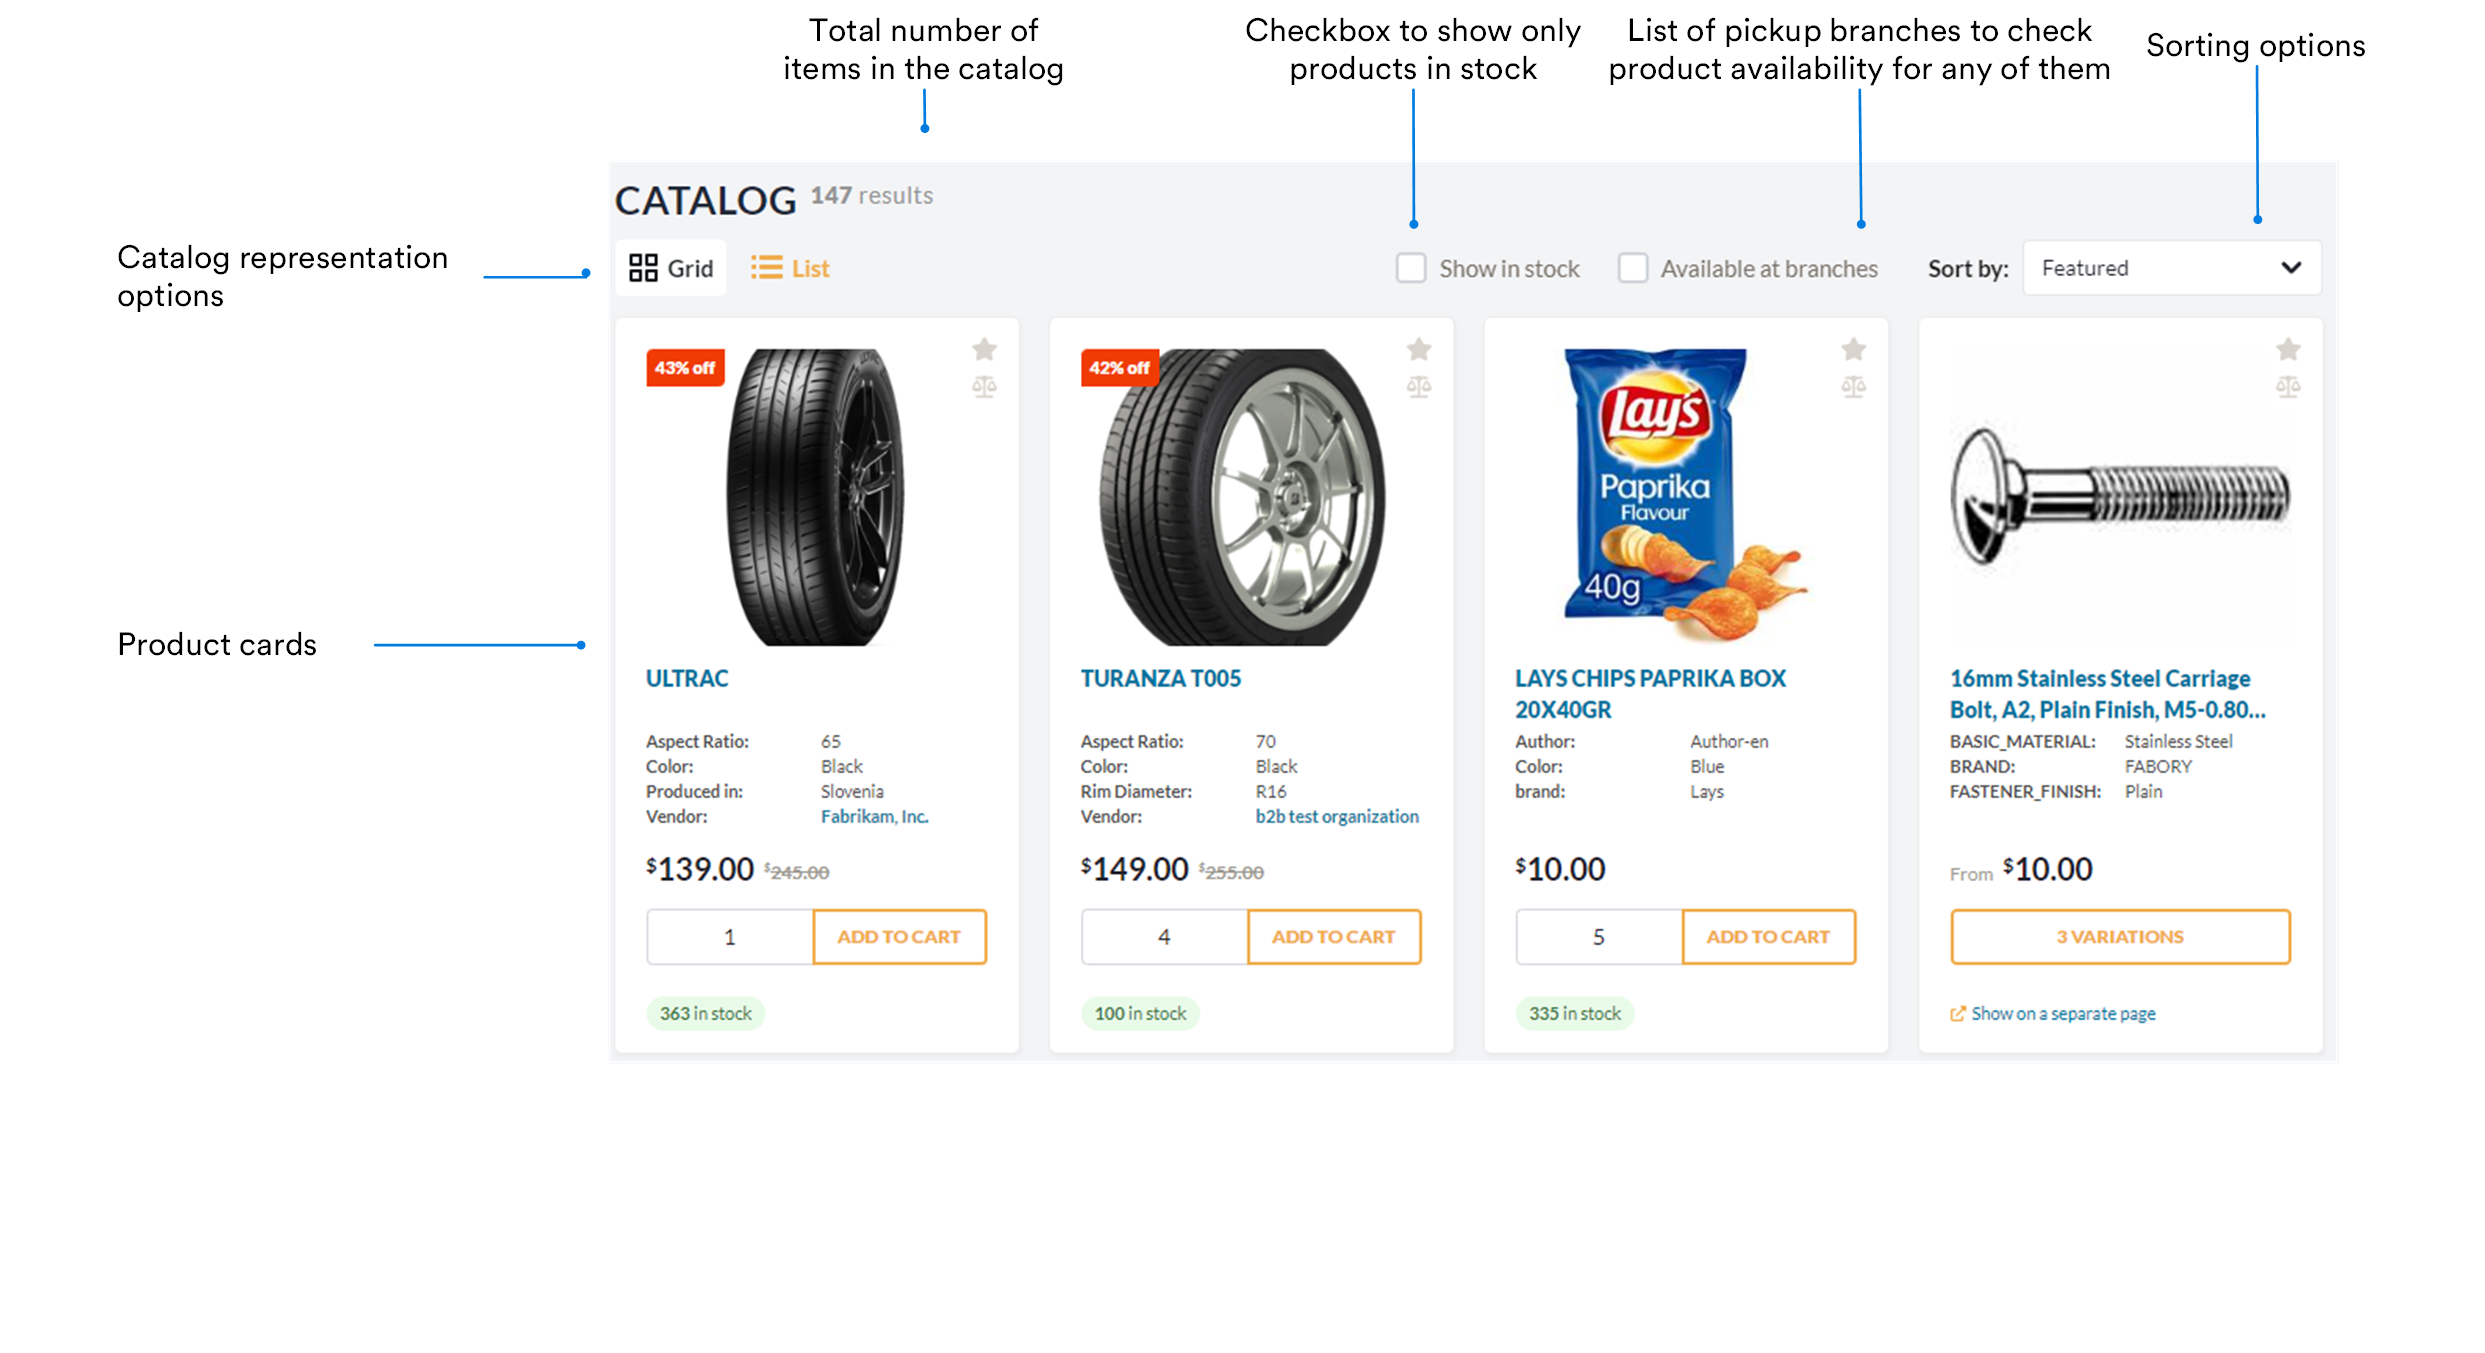 Total number of
items in the catalog
Checkbox to show only
products in stock
List of pickup branches to check
product availability for any of them
Sorting options
CATALOG 147 results
Catalog representation
options
Grid List Show in stock Available at branches Sort by: Featured
Product cards
43% off
ULTRAC
Aspect Ratio: 65
Color: Black
Produced in: Slovenia
Vendor: Fabrikam, Inc.
$139.00 $245.00
1 ADD TO CART
363 in stock
42% off
TURANZA T005
Aspect Ratio: 70
Color: Black
Rim Diameter: R16
Vendor: b2b test organization
$149.00 $255.00
4 ADD TO CART
100 in stock
Lay's
Paprika
Flavour
40g
LAYS CHIPS PAPRIKA BOX
20X40GR
Author: Author-en
Color: Blue
brand: Lays
$10.00
5 ADD TO CART
335 in stock
16mm Stainless Steel Carriage
Bolt, A2, Plain Finish, M5-0.80...
BASIC_MATERIAL: Stainless Steel
BRAND: FABORY
FASTENER_FINISH: Plain
From $10.00
3 VARIATIONS
Show on a separate page